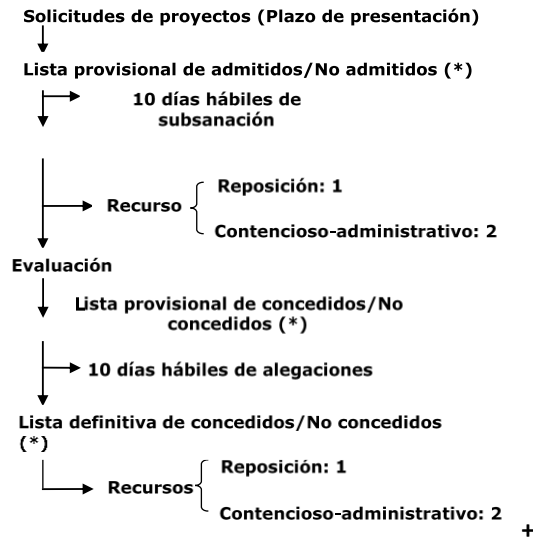 Solicitudes de proyectos (Plazo de presentación)
Lista provisional de admitidos/No admitidos (*)
10 días hábiles de
subsanación
Reposición: 1
Recurso
Contencioso-administrativo: 2
Evaluación
Lista provisional de concedidos/No
concedidos (*)
10 días hábiles de alegaciones
Lista definitiva de concedidos/No concedidos
(*)
Reposición: 1
Recursos
Contencioso-administrativo: 2
+